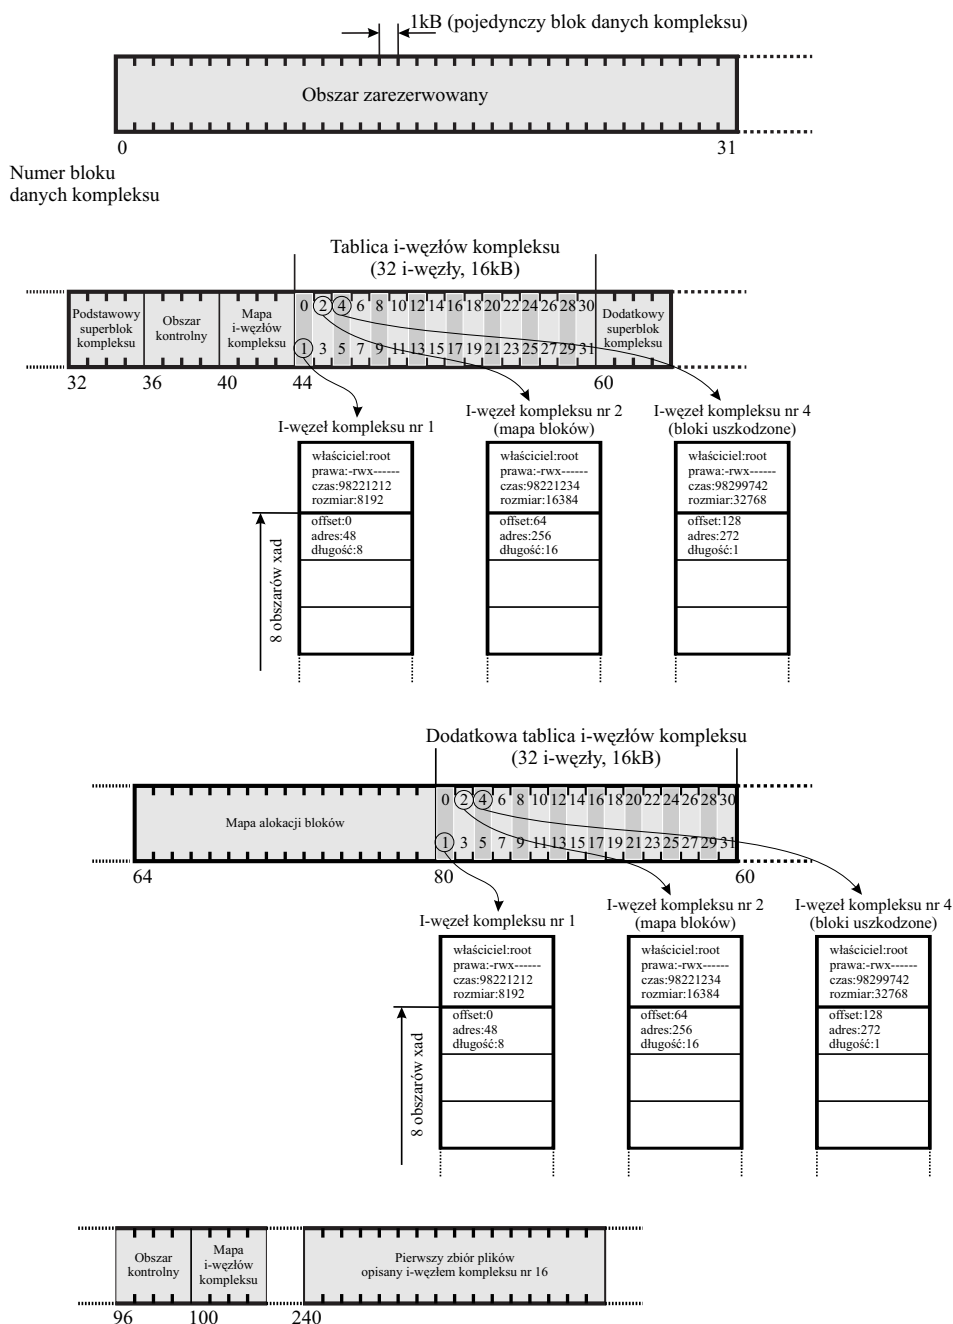 1kB (pojedynczy blok danych kompleksu)
Obszar zarezerwowany
0 31
Numer bloku
danych kompleksu
Tablica i-węzłów kompleksu
(32 i-węzły, 16kB)
Podstawowy
superblok
kompleksu
Obszar
kontrolny
Mapa
i-węzłów
kompleksu
0 2 4 6 8 10 12 14 16 18 20 22 24 26 28 30
1 3 5 7 9 11 13 15 17 19 21 23 25 27 29 31
Dodatkowy
superblok
kompleksu
32 36 40 44 60
I-węzeł kompleksu nr 1
właściciel:root
prawa:-rwx------
czas:98221212
rozmiar:8192
offset:0
adres:48
długość:8
I-węzeł kompleksu nr 2
(mapa bloków)
właściciel:root
prawa:-rwx------
czas:98221234
rozmiar:16384
offset:64
adres:256
długość:16
I-węzeł kompleksu nr 4
(bloki uszkodzone)
właściciel:root
prawa:-rwx------
czas:98299742
rozmiar:32768
offset:128
adres:272
długość:1
8 obszarów xad
Dodatkowa tablica i-węzłów kompleksu
(32 i-węzły, 16kB)
Mapa alokacji bloków
0 2 4 6 8 10 12 14 16 18 20 22 24 26 28 30
1 3 5 7 9 11 13 15 17 19 21 23 25 27 29 31
64 80 60
I-węzeł kompleksu nr 1
właściciel:root
prawa:-rwx------
czas:98221212
rozmiar:8192
offset:0
adres:48
długość:8
I-węzeł kompleksu nr 2
(mapa bloków)
właściciel:root
prawa:-rwx------
czas:98221234
rozmiar:16384
offset:64
adres:256
długość:16
I-węzeł kompleksu nr 4
(bloki uszkodzone)
właściciel:root
prawa:-rwx------
czas:98299742
rozmiar:32768
offset:128
adres:272
długość:1
8 obszarów xad
Obszar
kontrolny
Mapa
i-węzłów
kompleksu
Pierwszy zbiór plików
opisany i-węzłem kompleksu nr 16
96 100 240